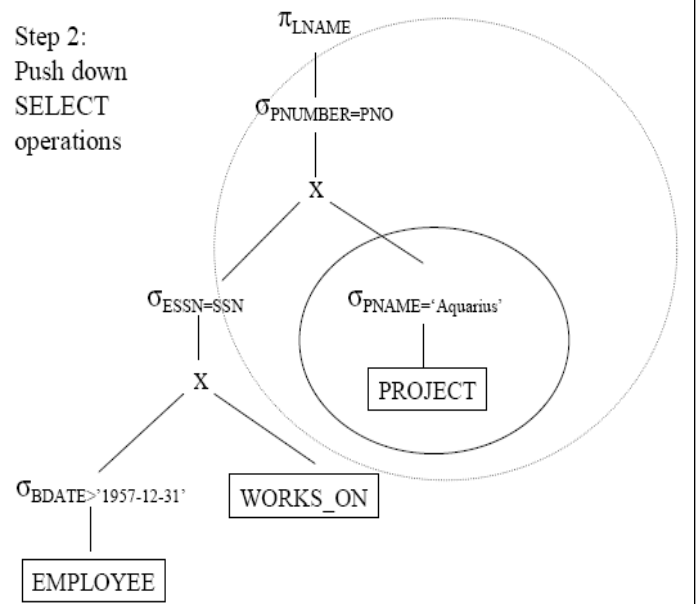 Step 2:
Push down
SELECT
operations
πLNAME
σPNUMBER=PNO
X
σESSN=SSN
σPNAME=‘Aquarius’
X
PROJECT
σBDATE>’1957-12-31’
WORKS_ON
EMPLOYEE